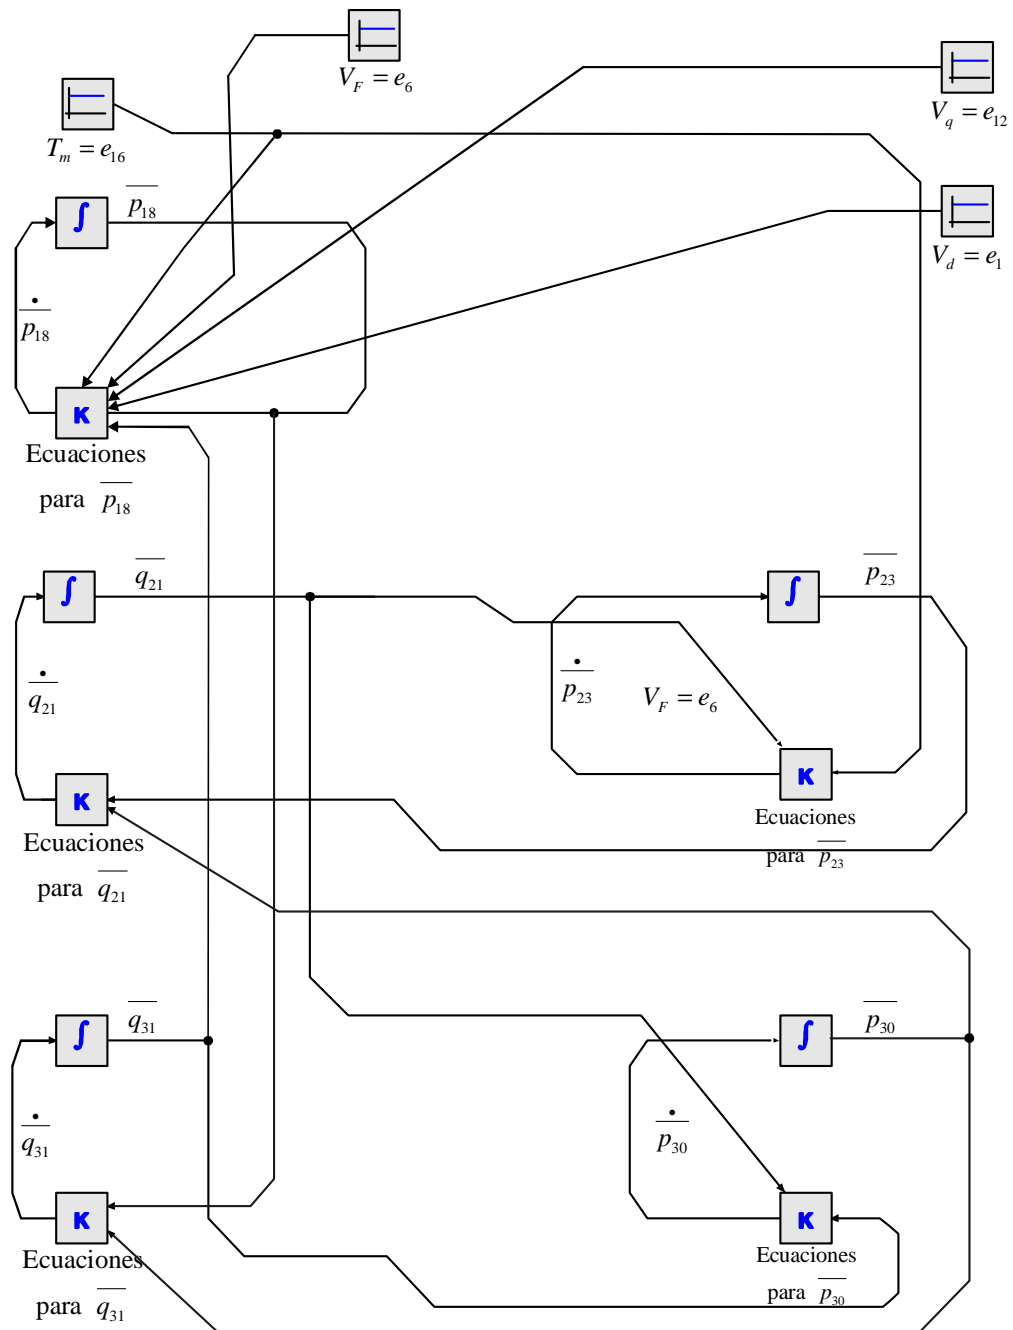 V_F = e_6
V_q = e_12
T_m = e_16
∫
p̅_18
V_d = e_1
ṗ̅_18
K
Ecuaciones
para p̅_18
∫
q̅_21
∫
p̅_23
q̇̅_21
ṗ̅_23
V_F = e_6
K
Ecuaciones
para p̅_23
K
Ecuaciones
para q̅_21
∫
q̅_31
∫
p̅_30
q̇̅_31
ṗ̅_30
K
Ecuaciones
para q̅_31
K
Ecuaciones
para p̅_30